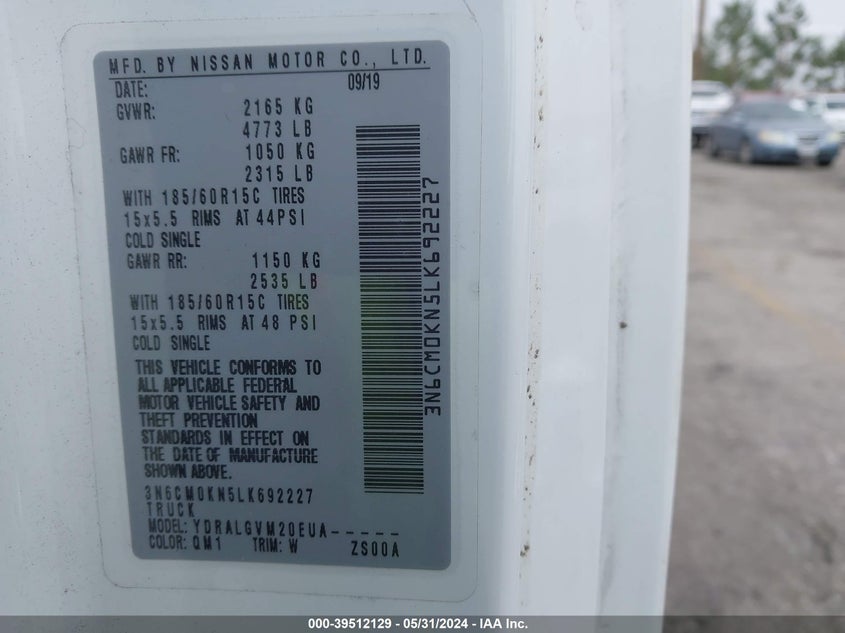 MFD. BY NISSAN MOTOR CO., LTD.
DATE: 09/19
GVWR: 2165 KG
4773 LB
GAWR FR: 1050 KG
2315 LB
WITH 185/60R15C TIRES
15x5.5 RIMS AT 44PSI
COLD SINGLE
GAWR RR: 1150 KG
2535 LB
WITH 185/60R15C TIRES
15x5.5 RIMS AT 48 PSI
COLD SINGLE
THIS VEHICLE CONFORMS TO
ALL APPLICABLE FEDERAL
MOTOR VEHICLE SAFETY AND
THEFT PREVENTION
STANDARDS IN EFFECT ON
THE DATE OF MANUFACTURE
SHOWN ABOVE.
3N6CM0KN5LK692227
TRUCK
MODEL: YDRALGVM20EUA-----
COLOR: QM1 TRIM: W ZS00A
3N6CM0KN5LK692227
000-39512129 - 05/31/2024 - IAA Inc.